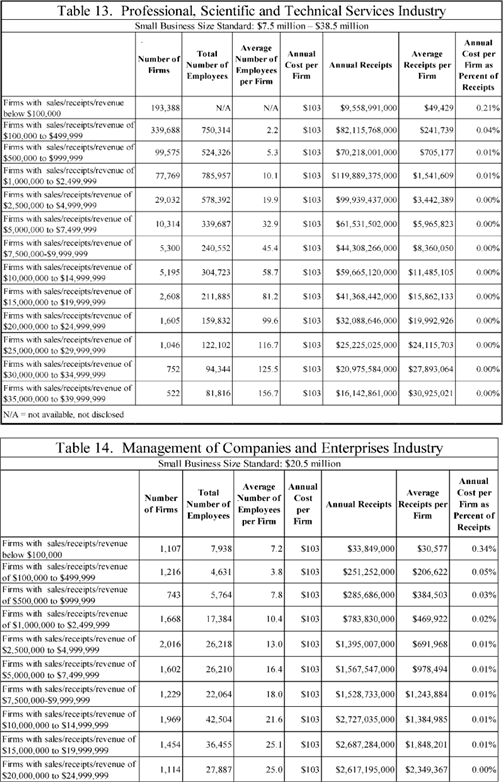 Table 13. Professional, Scientific and Technical Services Industry
Small Business Size Standard: $7.5 million – $38.5 million
Number of Firms | Total Number of Employees | Average Number of Employees per Firm | Annual Cost per Firm | Annual Receipts | Average Receipts per Firm | Annual Cost per Firm as Percent of Receipts
Firms with sales/receipts/revenue below $100,000 | 193,388 | N/A | N/A | $103 | $9,558,991,000 | $49,429 | 0.21%
Firms with sales/receipts/revenue of $100,000 to $499,999 | 339,688 | 750,314 | 2.2 | $103 | $82,115,768,000 | $241,739 | 0.04%
Firms with sales/receipts/revenue of $500,000 to $999,999 | 99,575 | 524,326 | 5.3 | $103 | $70,218,001,000 | $705,177 | 0.01%
Firms with sales/receipts/revenue of $1,000,000 to $2,499,999 | 77,769 | 785,957 | 10.1 | $103 | $119,889,375,000 | $1,541,609 | 0.01%
Firms with sales/receipts/revenue of $2,500,000 to $4,999,999 | 29,032 | 578,392 | 19.9 | $103 | $99,939,437,000 | $3,442,389 | 0.00%
Firms with sales/receipts/revenue of $5,000,000 to $7,499,999 | 10,314 | 339,687 | 32.9 | $103 | $61,531,502,000 | $5,965,823 | 0.00%
Firms with sales/receipts/revenue of $7,500,000-$9,999,999 | 5,300 | 240,552 | 45.4 | $103 | $44,308,266,000 | $8,360,050 | 0.00%
Firms with sales/receipts/revenue of $10,000,000 to $14,999,999 | 5,195 | 304,723 | 58.7 | $103 | $59,665,120,000 | $11,485,105 | 0.00%
Firms with sales/receipts/revenue of $15,000,000 to $19,999,999 | 2,608 | 211,885 | 81.2 | $103 | $41,368,442,000 | $15,862,133 | 0.00%
Firms with sales/receipts/revenue of $20,000,000 to $24,999,999 | 1,605 | 159,832 | 99.6 | $103 | $32,088,646,000 | $19,992,926 | 0.00%
Firms with sales/receipts/revenue of $25,000,000 to $29,999,999 | 1,046 | 122,102 | 116.7 | $103 | $25,225,025,000 | $24,115,703 | 0.00%
Firms with sales/receipts/revenue of $30,000,000 to $34,999,999 | 752 | 94,344 | 125.5 | $103 | $20,975,584,000 | $27,893,064 | 0.00%
Firms with sales/receipts/revenue of $35,000,000 to $39,999,999 | 522 | 81,816 | 156.7 | $103 | $16,142,861,000 | $30,925,021 | 0.00%
N/A = not available, not disclosed
Table 14. Management of Companies and Enterprises Industry
Small Business Size Standard: $20.5 million
Number of Firms | Total Number of Employees | Average Number of Employees per Firm | Annual Cost per Firm | Annual Receipts | Average Receipts per Firm | Annual Cost per Firm as Percent of Receipts
Firms with sales/receipts/revenue below $100,000 | 1,107 | 7,938 | 7.2 | $103 | $33,849,000 | $30,577 | 0.34%
Firms with sales/receipts/revenue of $100,000 to $499,999 | 1,216 | 4,631 | 3.8 | $103 | $251,252,000 | $206,622 | 0.05%
Firms with sales/receipts/revenue of $500,000 to $999,999 | 743 | 5,764 | 7.8 | $103 | $285,686,000 | $384,503 | 0.03%
Firms with sales/receipts/revenue of $1,000,000 to $2,499,999 | 1,668 | 17,384 | 10.4 | $103 | $783,830,000 | $469,922 | 0.02%
Firms with sales/receipts/revenue of $2,500,000 to $4,999,999 | 2,016 | 26,218 | 13.0 | $103 | $1,395,007,000 | $691,968 | 0.01%
Firms with sales/receipts/revenue of $5,000,000 to $7,499,999 | 1,602 | 26,210 | 16.4 | $103 | $1,567,547,000 | $978,494 | 0.01%
Firms with sales/receipts/revenue of $7,500,000-$9,999,999 | 1,229 | 22,064 | 18.0 | $103 | $1,528,733,000 | $1,243,884 | 0.01%
Firms with sales/receipts/revenue of $10,000,000 to $14,999,999 | 1,969 | 42,504 | 21.6 | $103 | $2,727,035,000 | $1,384,985 | 0.01%
Firms with sales/receipts/revenue of $15,000,000 to $19,999,999 | 1,454 | 36,455 | 25.1 | $103 | $2,687,284,000 | $1,848,201 | 0.01%
Firms with sales/receipts/revenue of $20,000,000 to $24,999,999 | 1,114 | 27,887 | 25.0 | $103 | $2,617,195,000 | $2,349,367 | 0.00%